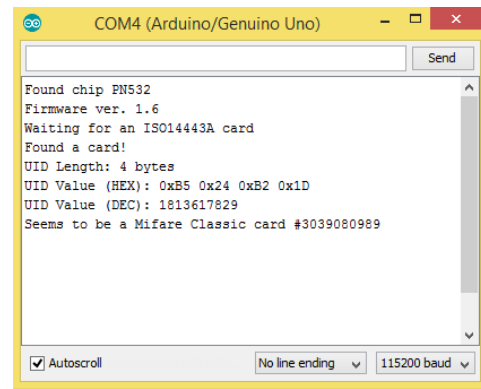 COM4 (Arduino/Genuino Uno)
Send
Found chip PN532
Firmware ver. 1.6
Waiting for an ISO14443A card
Found a card!
UID Length: 4 bytes
UID Value (HEX): 0xB5 0x24 0xB2 0x1D
UID Value (DEC): 1813617829
Seems to be a Mifare Classic card #3039080989
Autoscroll No line ending 115200 baud